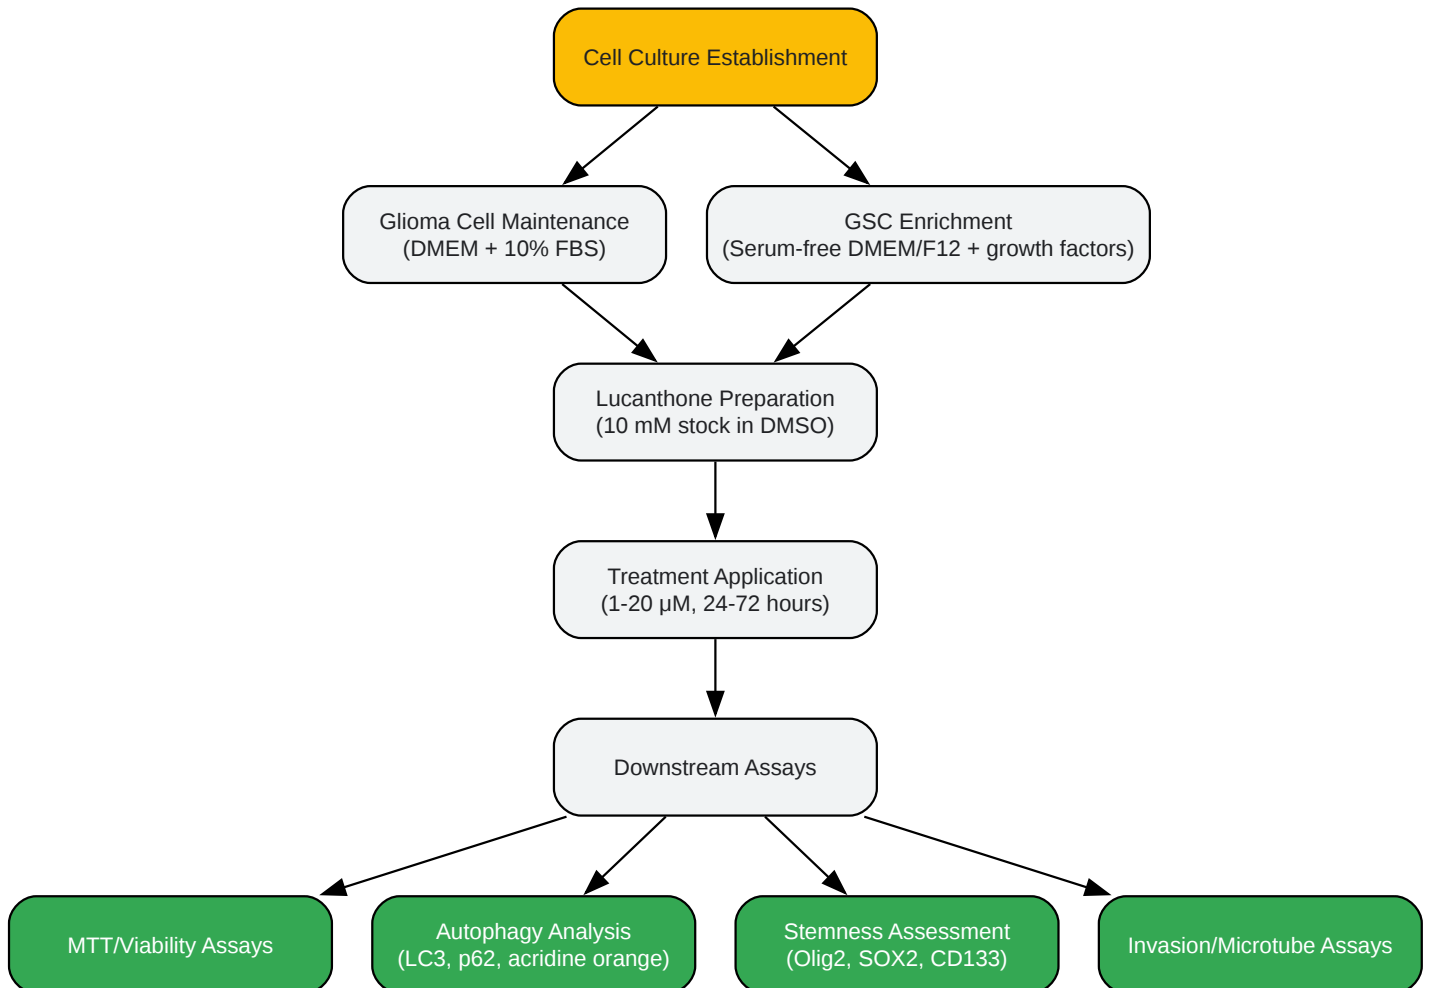 Cell Culture Establishment
Glioma Cell Maintenance
(DMEM + 10% FBS)
GSC Enrichment
(Serum-free DMEM/F12 + growth factors)
Lucanthone Preparation
(10 mM stock in DMSO)
Treatment Application
(1-20 μM, 24-72 hours)
Downstream Assays
MTT/Viability Assays
Autophagy Analysis
(LC3, p62, acridine orange)
Stemness Assessment
(Olig2, SOX2, CD133)
Invasion/Microtube Assays